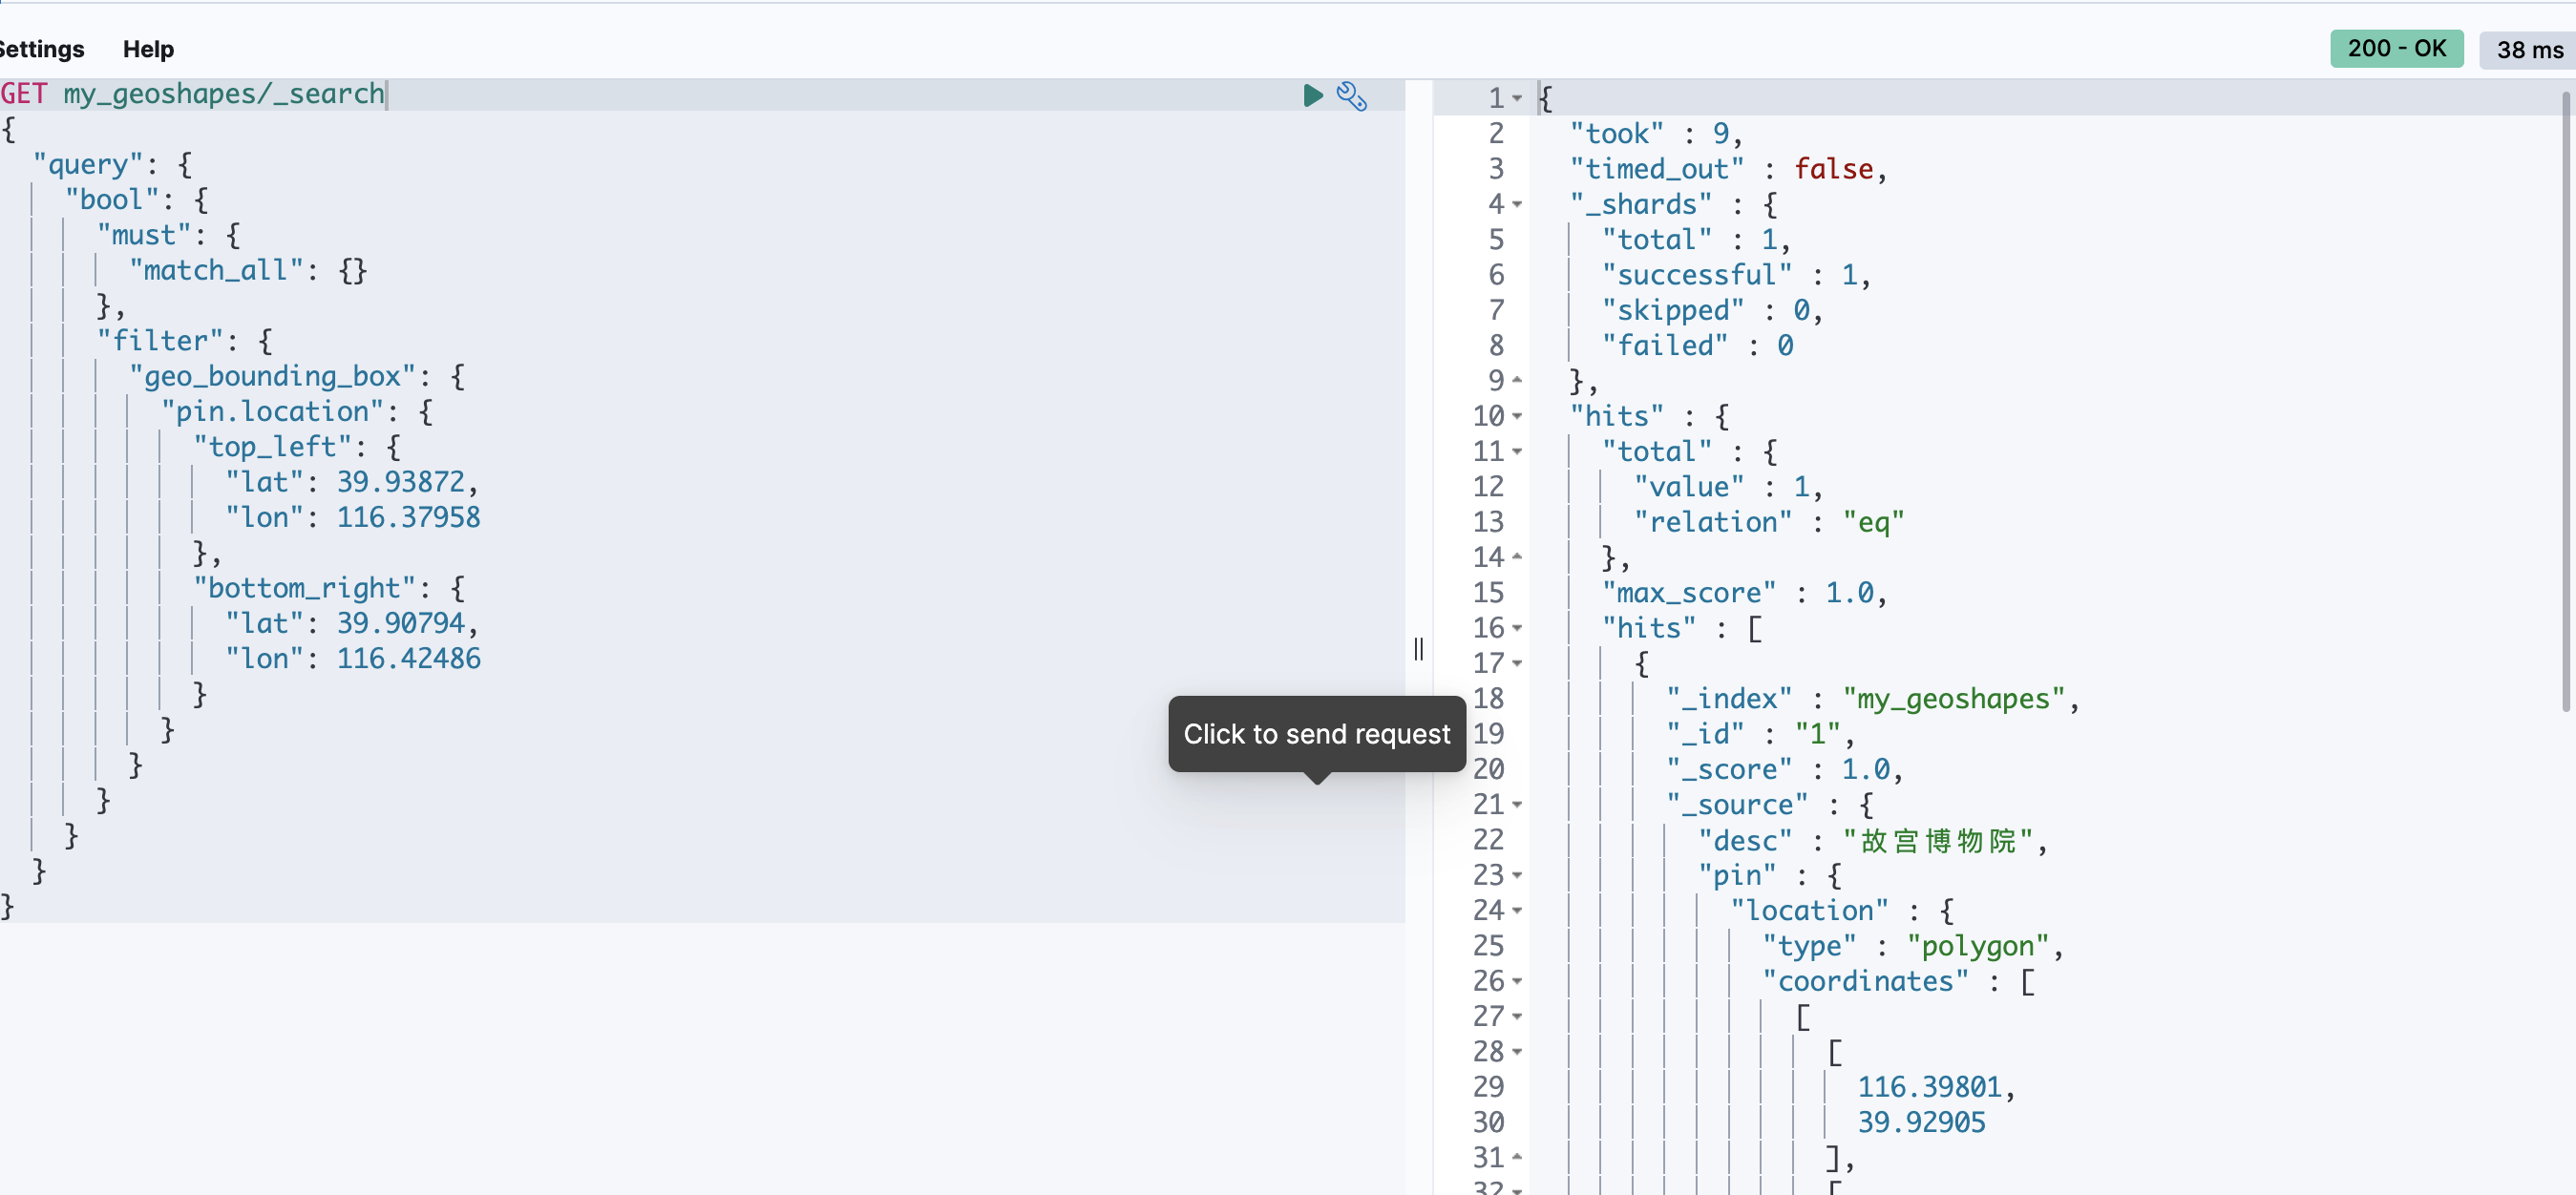 Settings Help
200 - OK 38 ms
GET my_geoshapes/_search
{
  "query": {
    "bool": {
      "must": {
        "match_all": {}
      },
      "filter": {
        "geo_bounding_box": {
          "pin.location": {
            "top_left": {
              "lat": 39.93872,
              "lon": 116.37958
            },
            "bottom_right": {
              "lat": 39.90794,
              "lon": 116.42486
            }
          }
        }
      }
    }
  }
}
Click to send request
1 {
2   "took" : 9,
3   "timed_out" : false,
4   "_shards" : {
5     "total" : 1,
6     "successful" : 1,
7     "skipped" : 0,
8     "failed" : 0
9   },
10   "hits" : {
11     "total" : {
12       "value" : 1,
13       "relation" : "eq"
14     },
15     "max_score" : 1.0,
16     "hits" : [
17       {
18         "_index" : "my_geoshapes",
19         "_id" : "1",
20         "_score" : 1.0,
21         "_source" : {
22           "desc" : "故宫博物院",
23           "pin" : {
24             "location" : {
25               "type" : "polygon",
26               "coordinates" : [
27                 [
28                   [
29                     116.39801,
30                     39.92905
31                   ],
32                   [